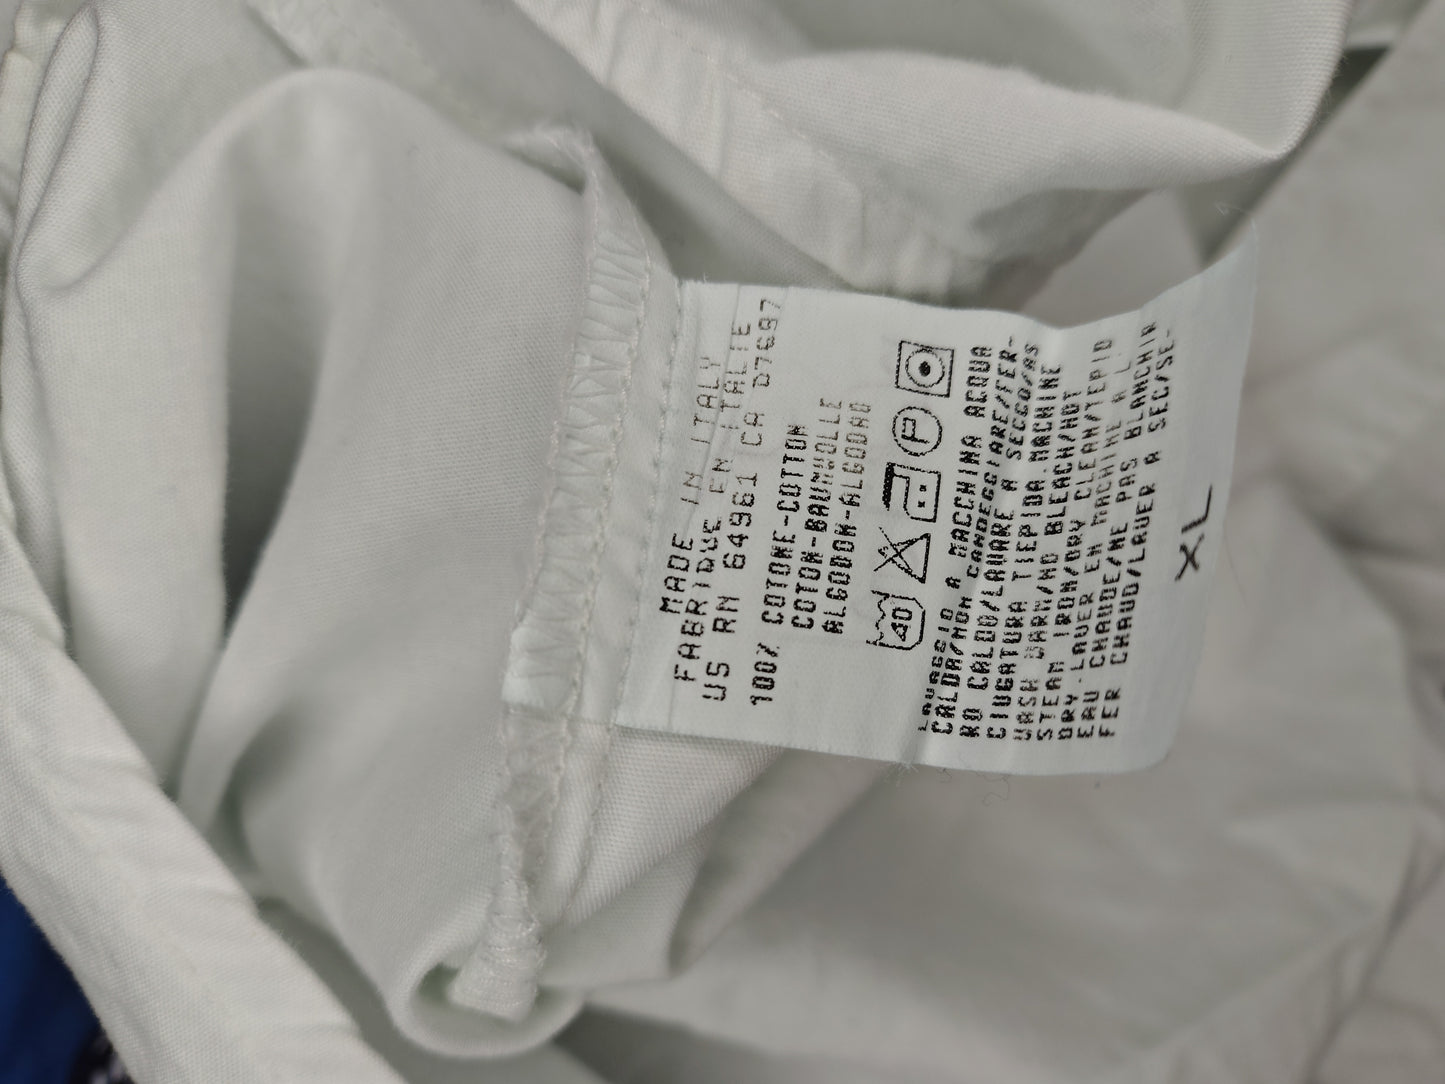 MADE IN ITALY
FABRIQUE EN ITALIE
US RN 64961 CA 07697
100% COTONE-COTTON
COTON-BAUMWOLLE
ALGODON-ALGODAO
40 P
LAVAGGIO A MACCHINA ACQUA
CALDA/NON CANDEGGIARE/FER-
RO CALDO/LAVARE A SECCO/AS
CIUGATURA TIEPIDA.MACHINE
WASH WARM/NO BLEACH/HOT
STEAM IRON/DRY CLEAN/TEPID
DRY.LAVER EN MACHINE A L'
EAU CHAUDE/NE PAS BLANCHIR
FER CHAUD/LAVER A SEC/SE-
XL